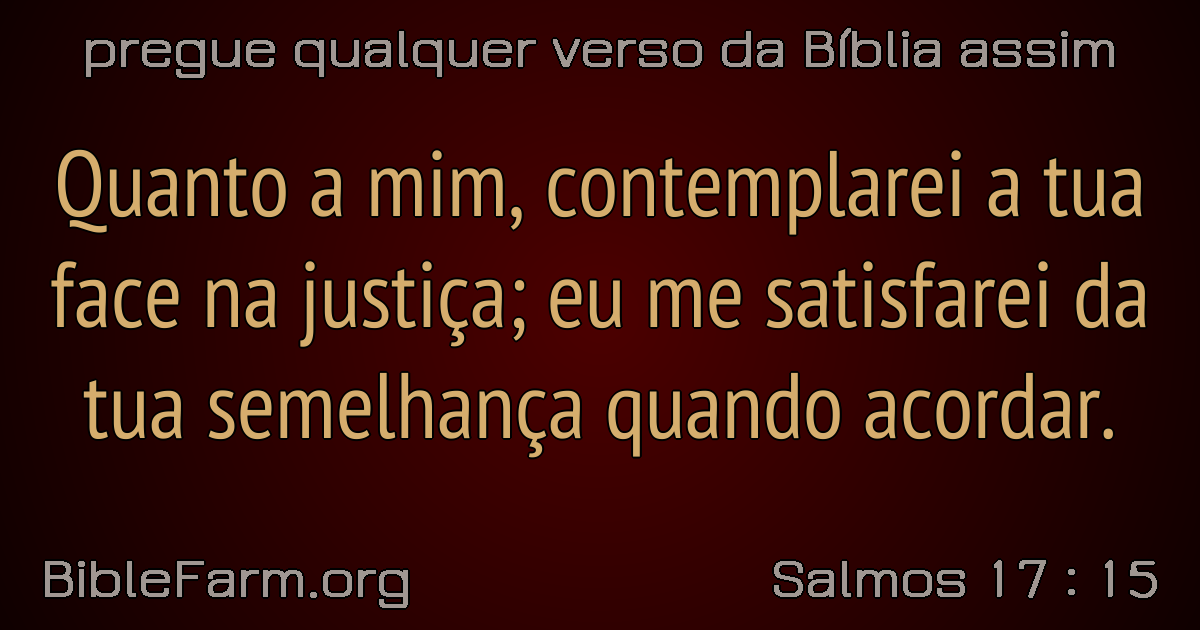 pregue qualquer verso da Bíblia assim
Quanto a mim, contemplarei a tua
face na justiça; eu me satisfarei da
tua semelhança quando acordar.
BibleFarm.org
Salmos 17 : 15